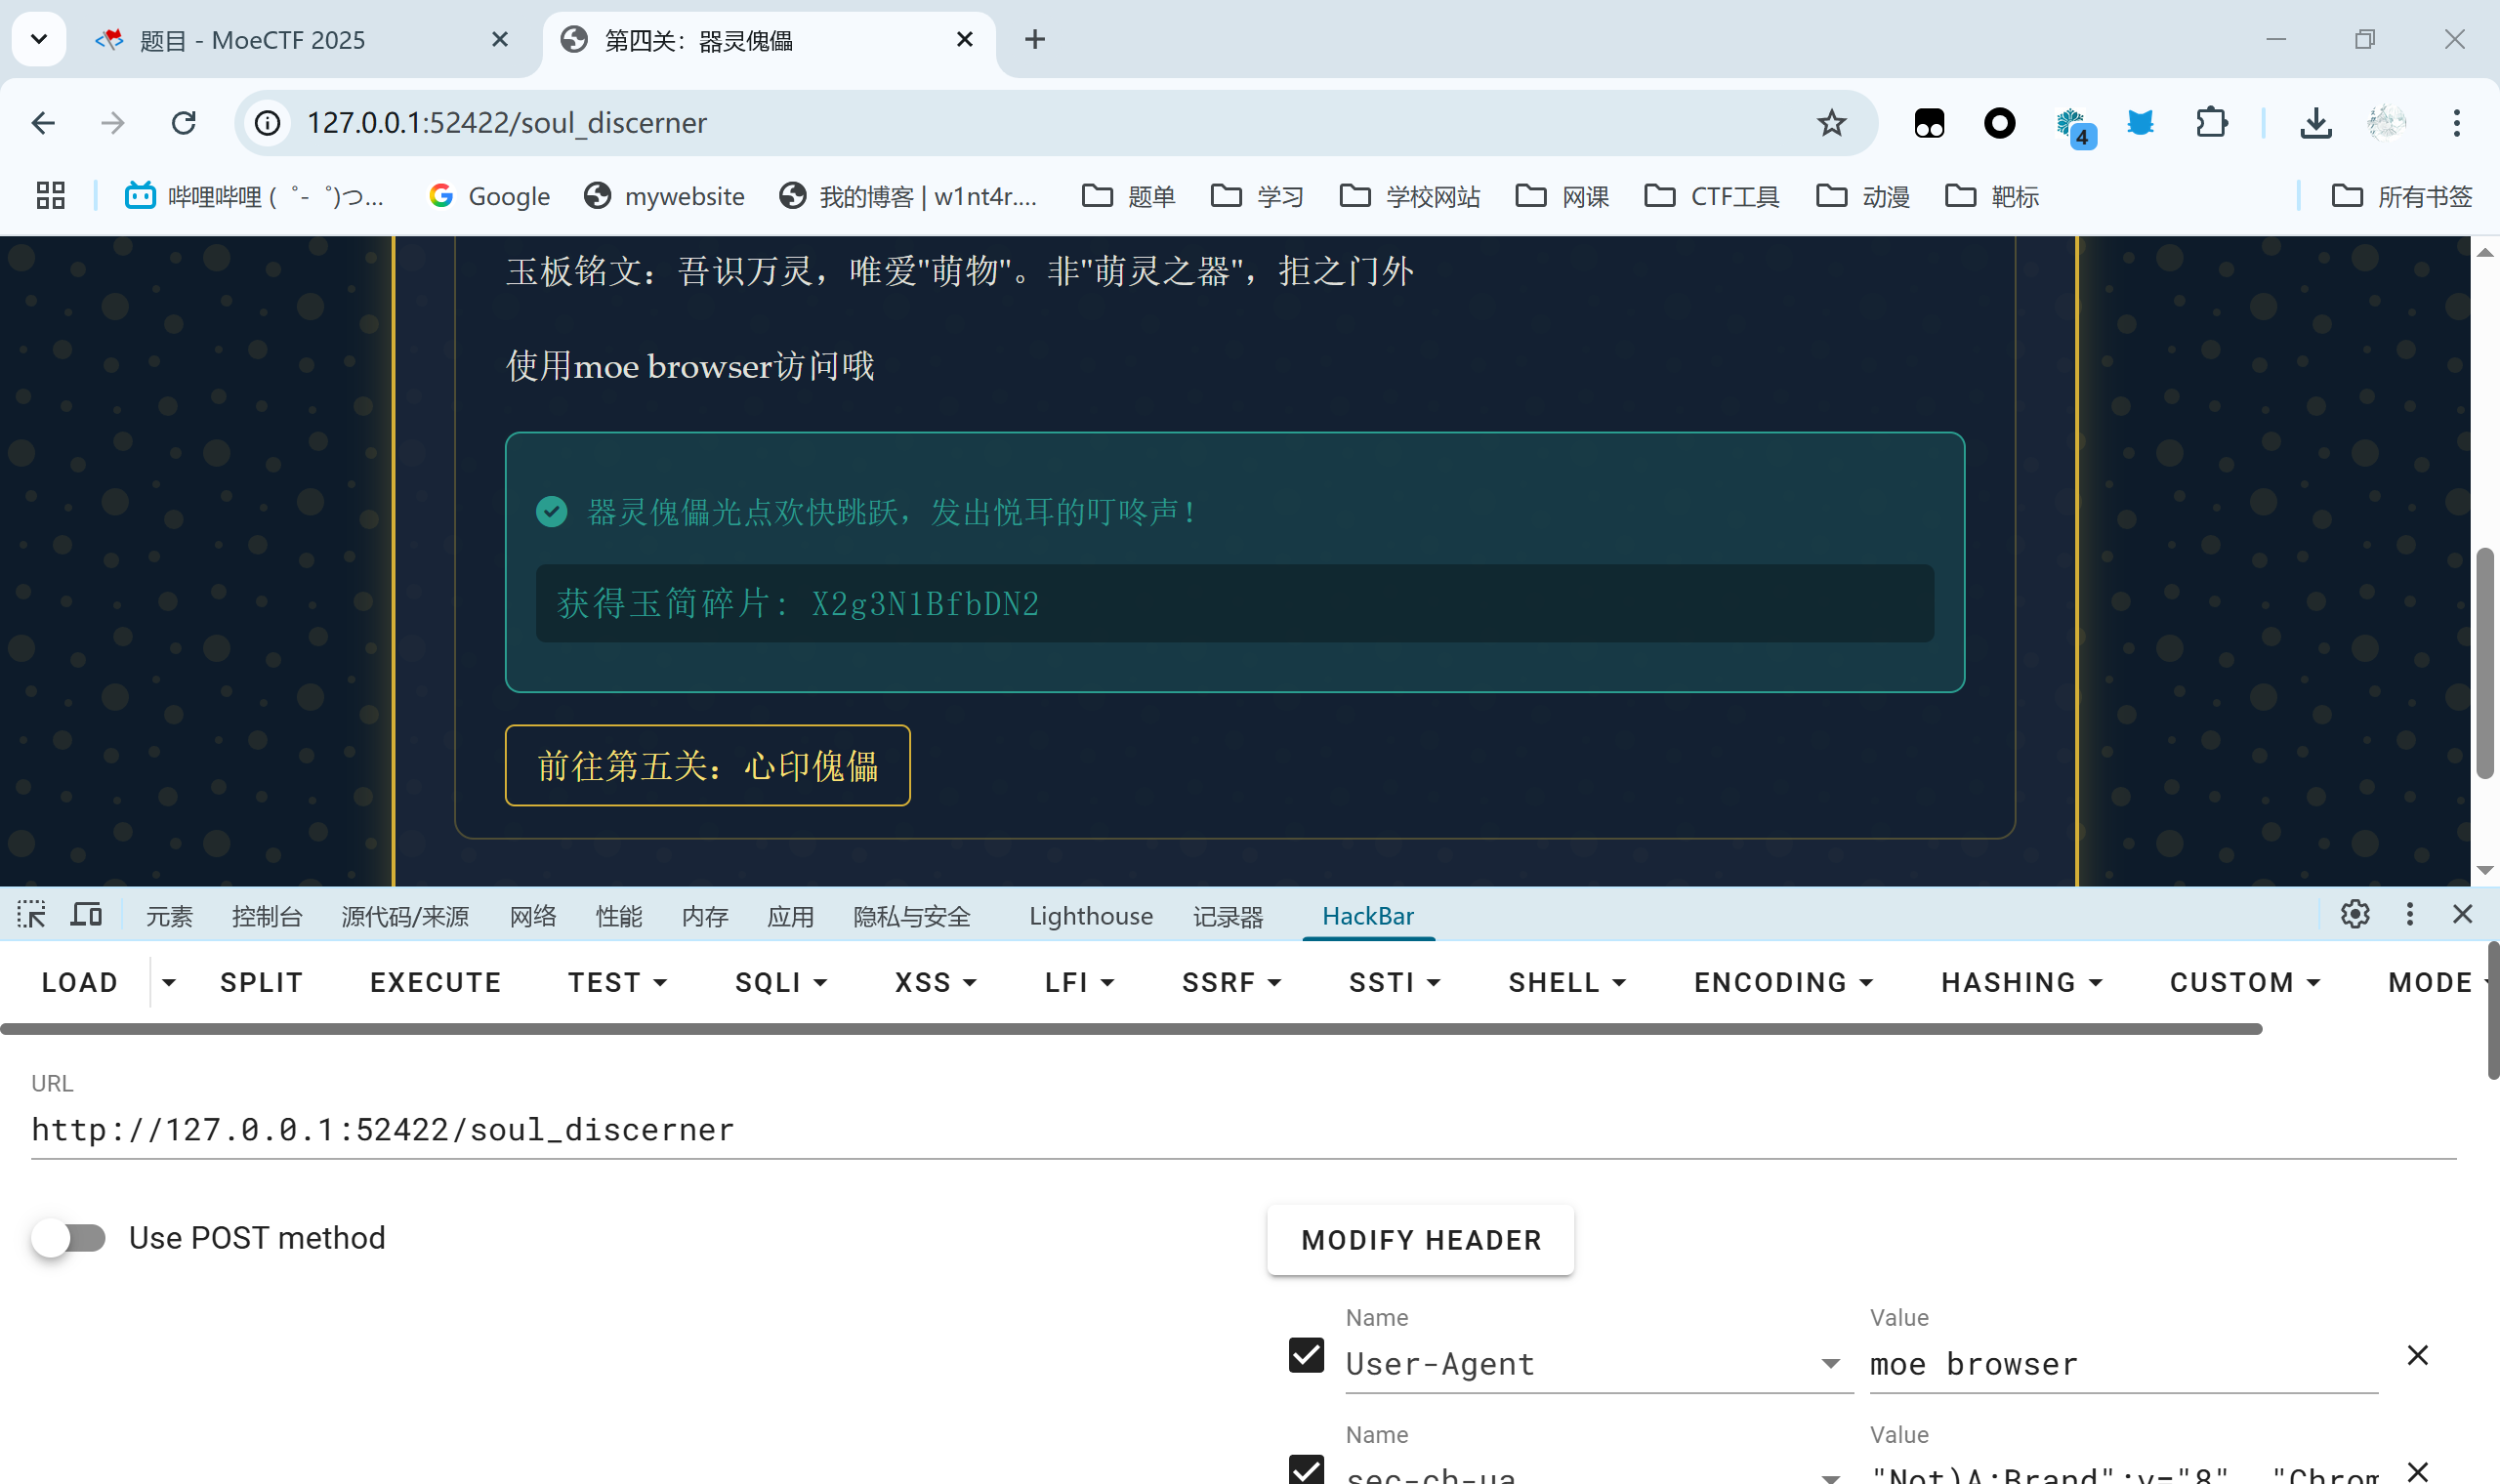 题目 - MoeCTF 2025
第四关：器灵傀儡
127.0.0.1:52422/soul_discerner
4
哔哩哔哩 (゜-゜)つ...
Google
mywebsite
我的博客 | w1nt4r....
题单
学习
学校网站
网课
CTF工具
动漫
靶标
所有书签
玉板铭文：吾识万灵，唯爱"萌物"。非"萌灵之器"，拒之门外
使用moe browser访问哦
器灵傀儡光点欢快跳跃，发出悦耳的叮咚声！
获得玉简碎片: X2g3N1BfbDN2
前往第五关：心印傀儡
元素 控制台 源代码/来源 网络 性能 内存 应用 隐私与安全 Lighthouse 记录器 HackBar
LOAD SPLIT EXECUTE TEST SQLI XSS LFI SSRF SSTI SHELL ENCODING HASHING CUSTOM MODE
URL
http://127.0.0.1:52422/soul_discerner
Use POST method
MODIFY HEADER
Name
Value
User-Agent
moe browser
Name
Value
sec-ch-ua
"Not)A;Brand";v="8", "Chrom